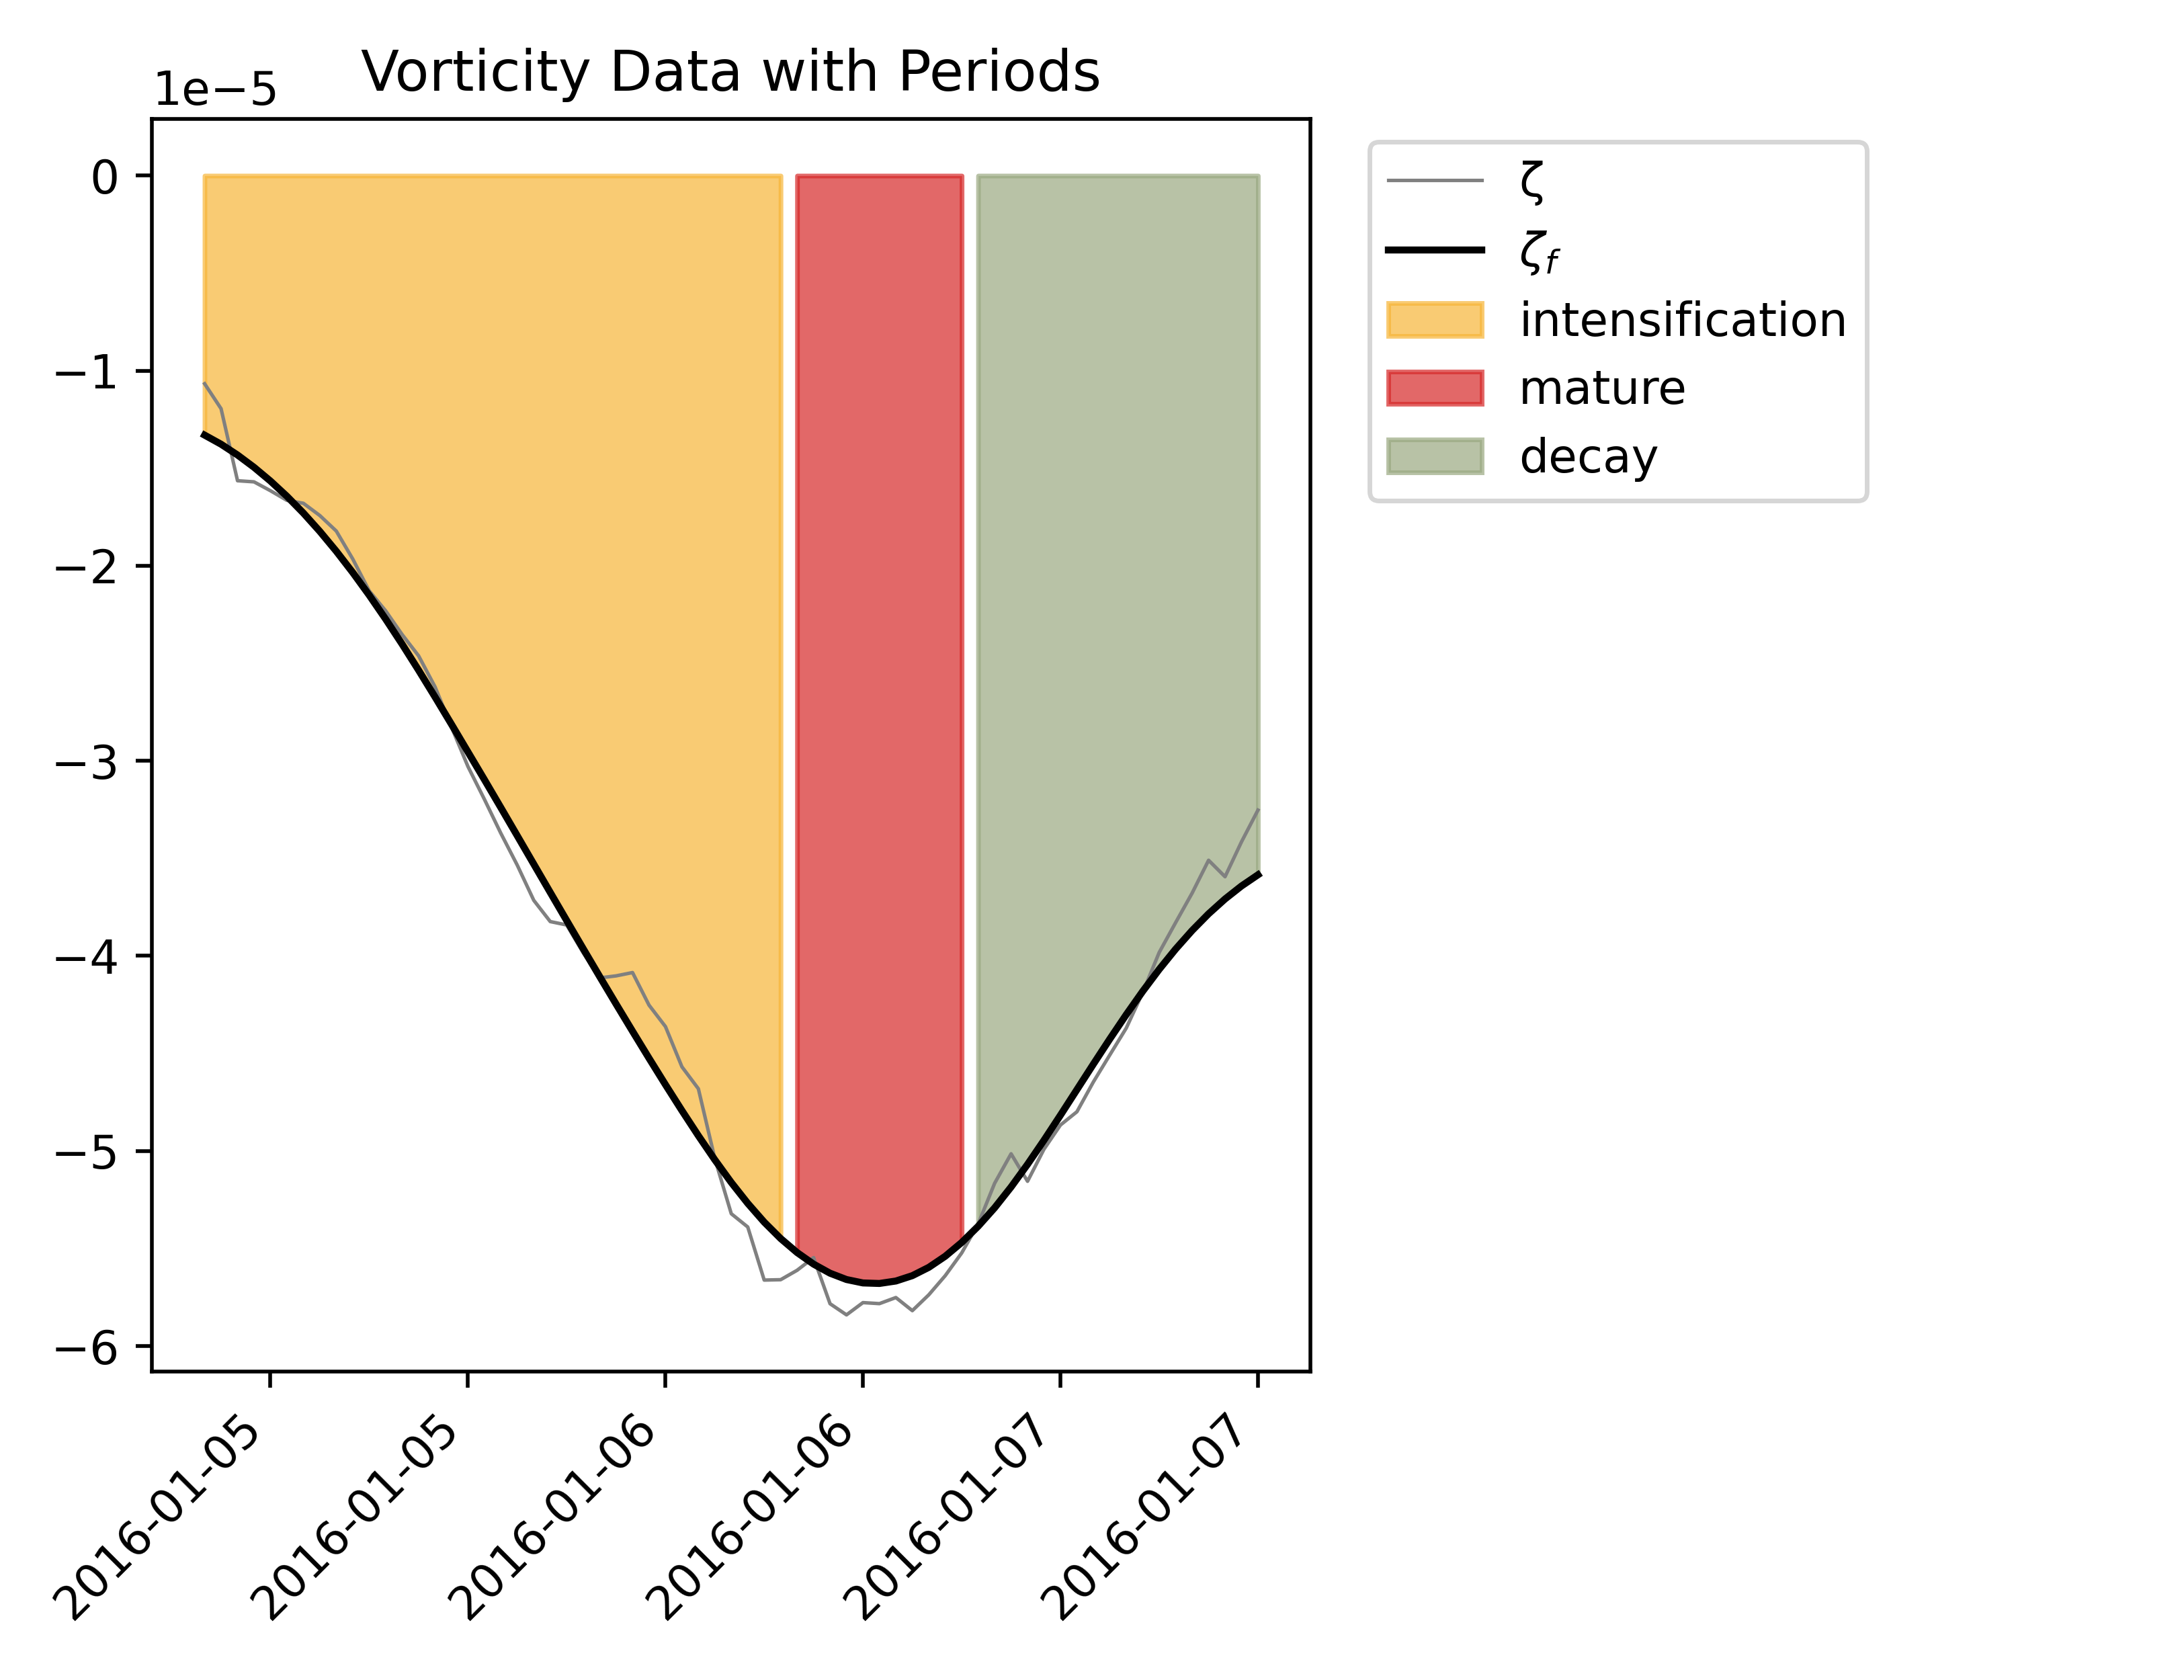 Vorticity Data with Periods
1e−5
0
−1
−2
−3
−4
−5
−6
2016-01-05
2016-01-05
2016-01-06
2016-01-06
2016-01-07
2016-01-07
ζ
ζf
intensification
mature
decay